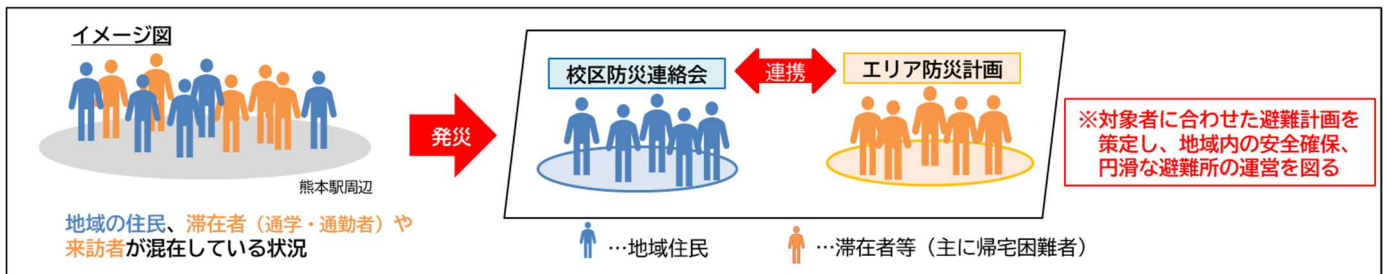 イメージ図
熊本駅周辺
地域の住民、滞在者（通学・通勤者）や
来訪者が混在している状況
発災
校区防災連絡会
連携
エリア防災計画
※対象者に合わせた避難計画を
策定し、地域内の安全確保、
円滑な避難所の運営を図る
…地域住民
…滞在者等（主に帰宅困難者）